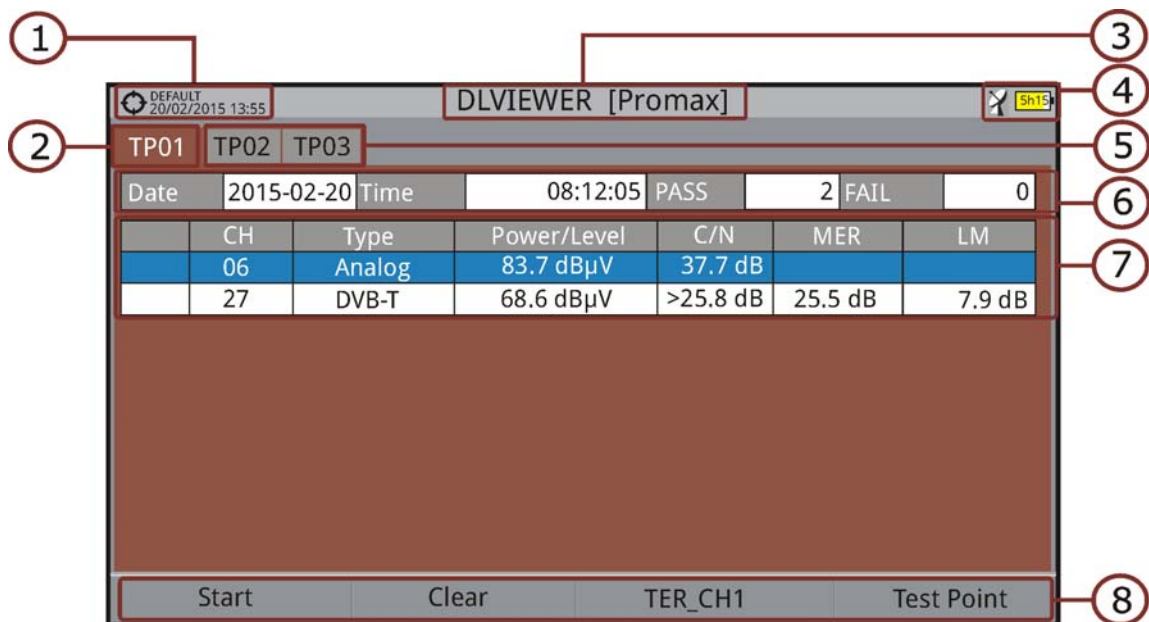 1
3
DEFAULT
20/02/2015 13:55
DLVIEWER [Promax]
5h15
4
2
TP01 TP02 TP03
5
Date 2015-02-20 Time 08:12:05 PASS 2 FAIL 0
6
CH Type Power/Level C/N MER LM
06 Analog 83.7 dBµV 37.7 dB
7
27 DVB-T 68.6 dBµV >25.8 dB 25.5 dB 7.9 dB
Start Clear TER_CH1 Test Point
8